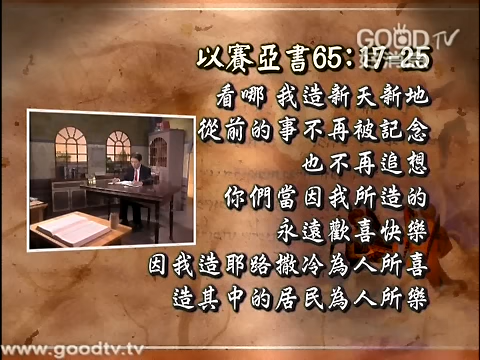 GOOD TV
以賽亞書65:17-25
看哪 我造新天新地
從前的事不再被記念
也不再追想
你們當因我所造的
永遠歡喜快樂
因我造耶路撒冷為人所喜
造其中的居民為人所樂
www.goodtv.tv